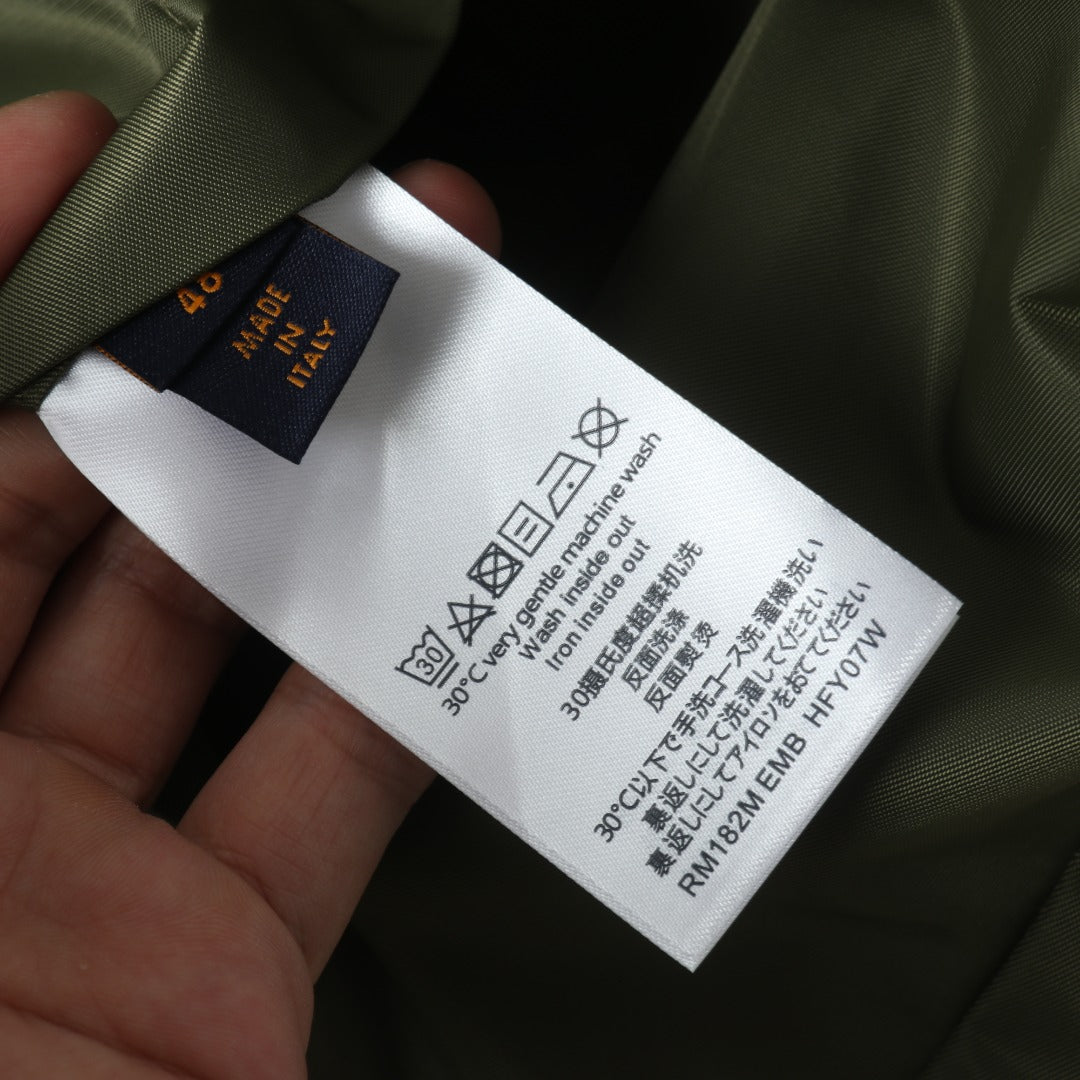 48
MADE
IN
ITALY
30
30°C very gentle machine wash
Wash inside out
Iron inside out
30摄氏度超揉机洗
反面洗涤
反面熨烫
30℃以下で手洗コース洗濯機洗い
裏返しにして洗濯してください
裏返しにしてアイロンをおてください
RM182M EMB HFY07W